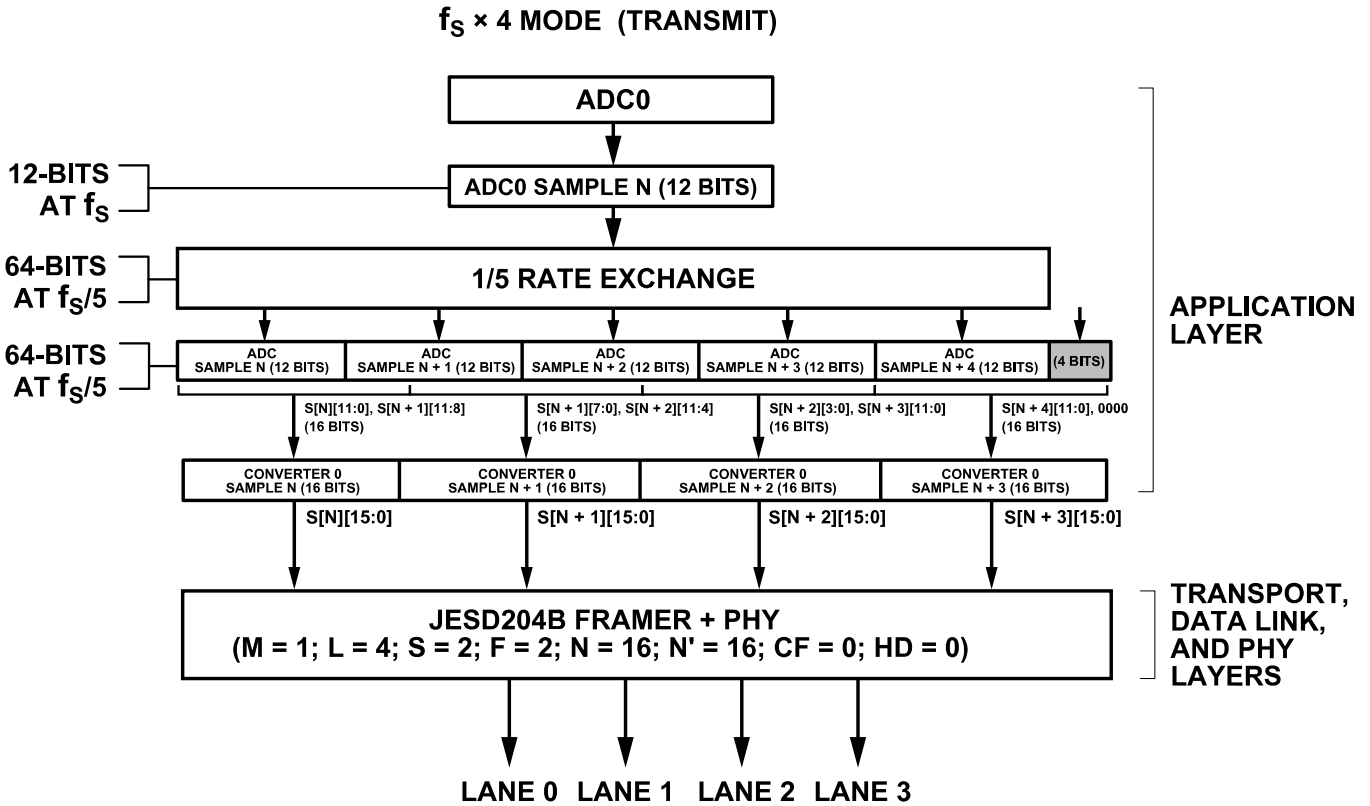 fS × 4 MODE (TRANSMIT)
ADC0
12-BITS
AT fS
ADC0 SAMPLE N (12 BITS)
64-BITS
AT fS/5
1/5 RATE EXCHANGE
APPLICATION
LAYER
64-BITS
AT fS/5
ADC
SAMPLE N (12 BITS)
ADC
SAMPLE N + 1 (12 BITS)
ADC
SAMPLE N + 2 (12 BITS)
ADC
SAMPLE N + 3 (12 BITS)
ADC
SAMPLE N + 4 (12 BITS)
(4 BITS)
S[N][11:0], S[N + 1][11:8]
(16 BITS)
S[N + 1][7:0], S[N + 2][11:4]
(16 BITS)
S[N + 2][3:0], S[N + 3][11:0]
(16 BITS)
S[N + 4][11:0], 0000
(16 BITS)
CONVERTER 0
SAMPLE N (16 BITS)
CONVERTER 0
SAMPLE N + 1 (16 BITS)
CONVERTER 0
SAMPLE N + 2 (16 BITS)
CONVERTER 0
SAMPLE N + 3 (16 BITS)
S[N][15:0]
S[N + 1][15:0]
S[N + 2][15:0]
S[N + 3][15:0]
JESD204B FRAMER + PHY
(M = 1; L = 4; S = 2; F = 2; N = 16; N' = 16; CF = 0; HD = 0)
TRANSPORT,
DATA LINK,
AND PHY
LAYERS
LANE 0
LANE 1
LANE 2
LANE 3